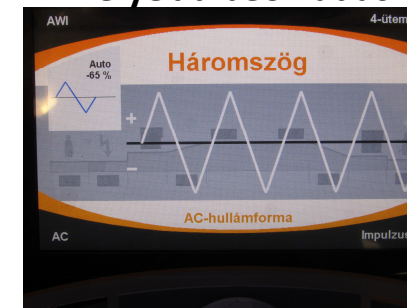 AWI 4-ütem
Háromszög
Auto
-65 %
+
-
AC-hullámforma
AC Impulzus